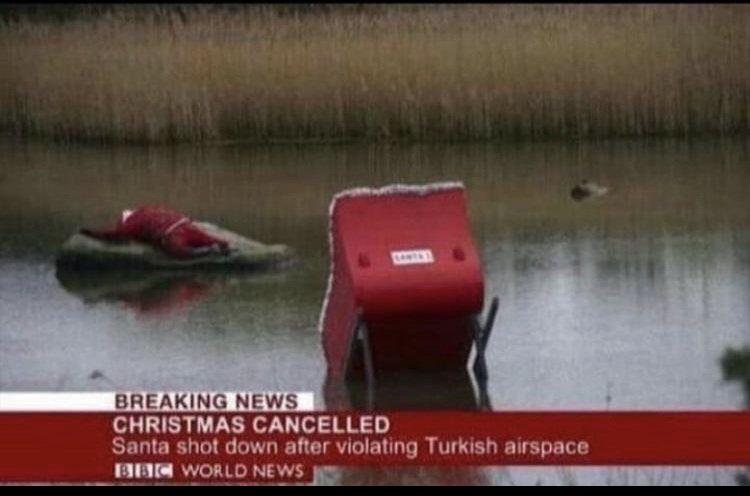 SANTA 1
BREAKING NEWS
CHRISTMAS CANCELLED
Santa shot down after violating Turkish airspace
BBC WORLD NEWS